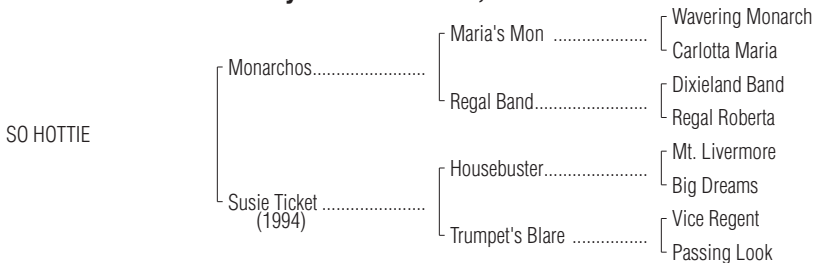 Wavering Monarch
Maria's Mon ....................
Carlotta Maria
Monarchos........................
Dixieland Band
Regal Band........................
Regal Roberta
SO HOTTIE
Mt. Livermore
Housebuster......................
Big Dreams
Susie Ticket ......................
(1994)
Vice Regent
Trumpet's Blare ................
Passing Look